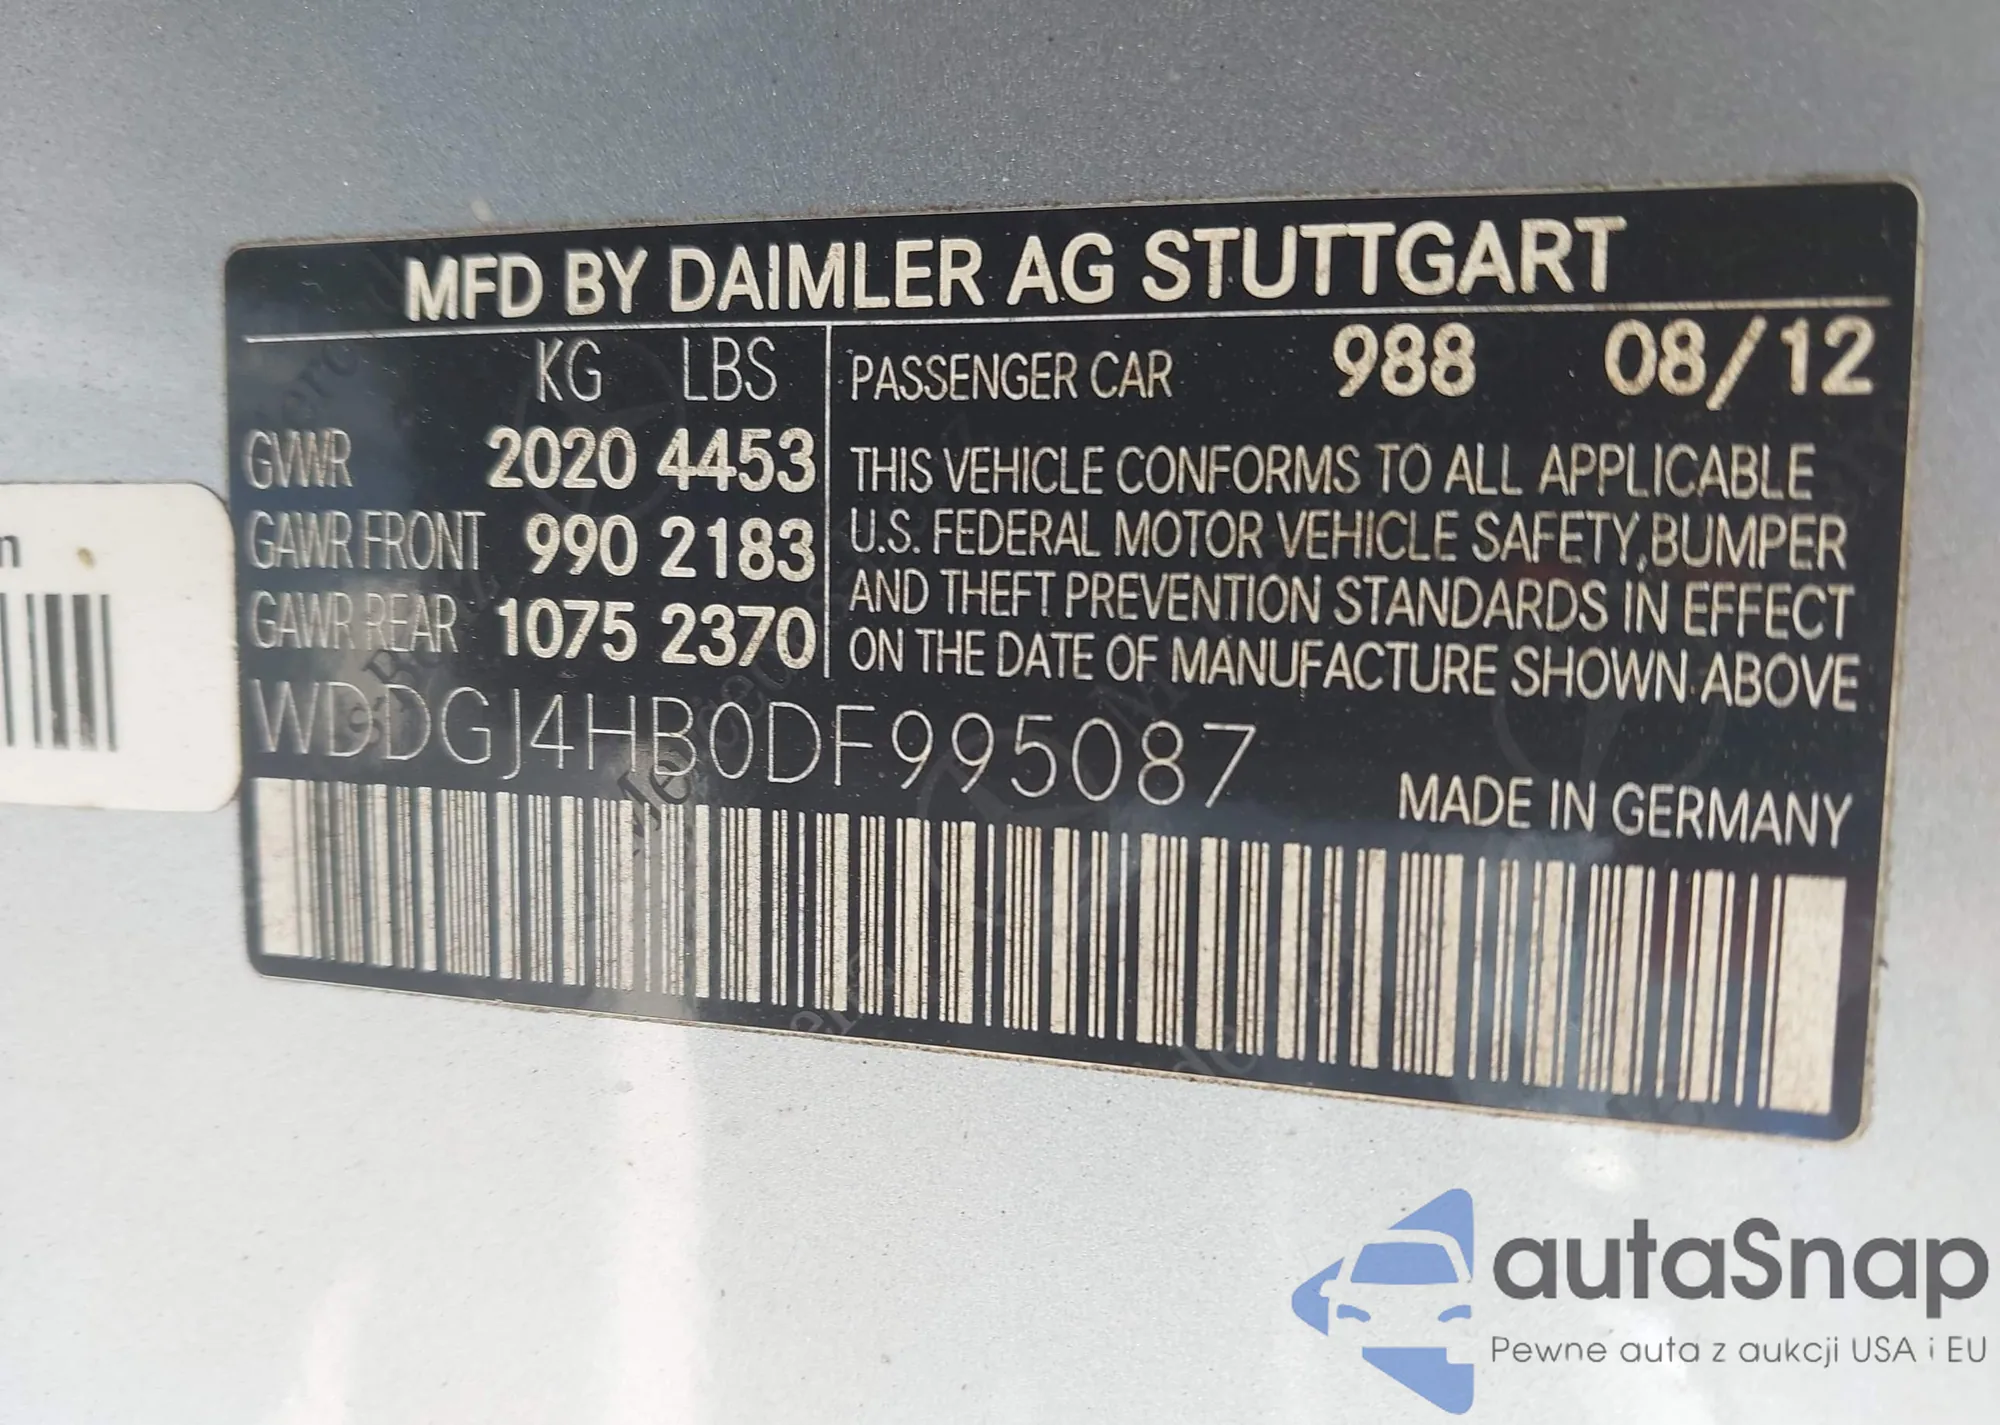 MFD BY DAIMLER AG STUTTGART
KG LBS
GVWR 2020 4453
GAWR FRONT 990 2183
GAWR REAR 1075 2370
PASSENGER CAR 988 08/12
THIS VEHICLE CONFORMS TO ALL APPLICABLE
U.S. FEDERAL MOTOR VEHICLE SAFETY, BUMPER
AND THEFT PREVENTION STANDARDS IN EFFECT
ON THE DATE OF MANUFACTURE SHOWN ABOVE
WDDGJ4HB0DF995087
MADE IN GERMANY
n
autaSnap
Pewne auta z aukcji USA i EU